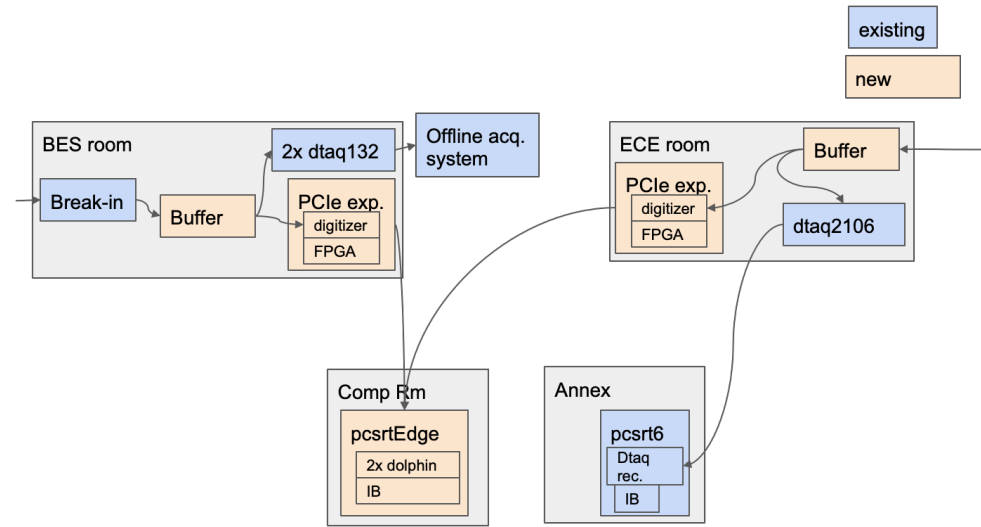 existing
new
BES room
2x dtaq132
Offline acq.
system
Break-in
Buffer
PCIe exp.
digitizer
FPGA
ECE room
Buffer
PCIe exp.
digitizer
FPGA
dtaq2106
Comp Rm
pcsrtEdge
2x dolphin
IB
Annex
pcsrt6
Dtaq
rec.
IB